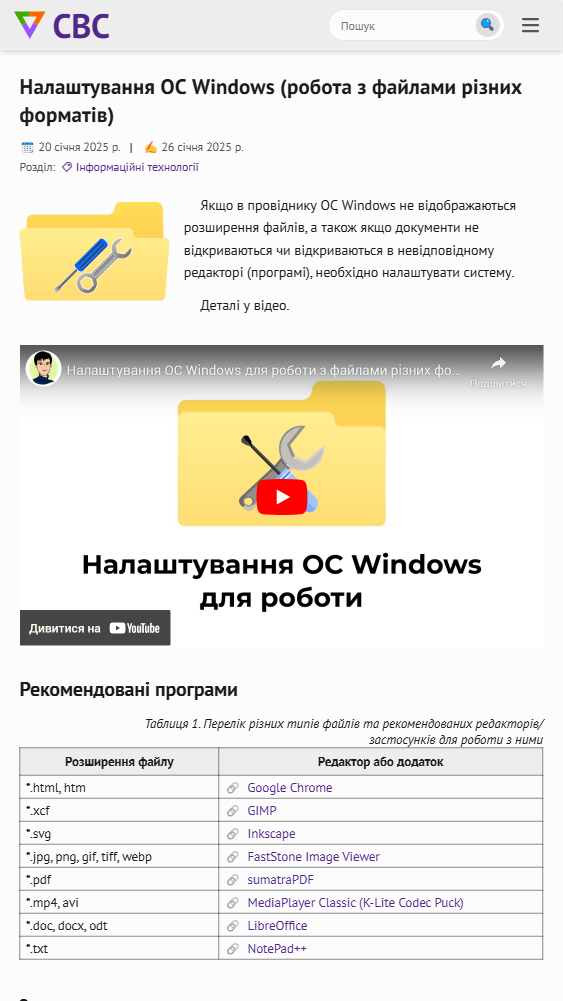 СВС
Пошук
Налаштування ОС Windows (робота з файлами різних
форматів)
20 січня 2025 р. | 26 січня 2025 р.
Розділ: Інформаційні технології
Якщо в провіднику ОС Windows не відображаються
розширення файлів, а також якщо документи не
відкриваються чи відкриваються в невідповідному
редакторі (програмі), необхідно налаштувати систему.
Деталі у відео.
Налаштування ОС Windows для роботи з файлами різних фо...
Поділитися
Налаштування ОС Windows
для роботи
Дивитися на YouTube
Рекомендовані програми
Таблиця 1. Перелік різних типів файлів та рекомендованих редакторів/
застосунків для роботи з ними
Розширення файлу Редактор або додаток
*.html, htm Google Chrome
*.xcf GIMP
*.svg Inkscape
*.jpg, png, gif, tiff, webp FastStone Image Viewer
*.pdf sumatraPDF
*.mp4, avi MediaPlayer Classic (K-Lite Codec Puck)
*.doc, docx, odt LibreOffice
*.txt NotePad++